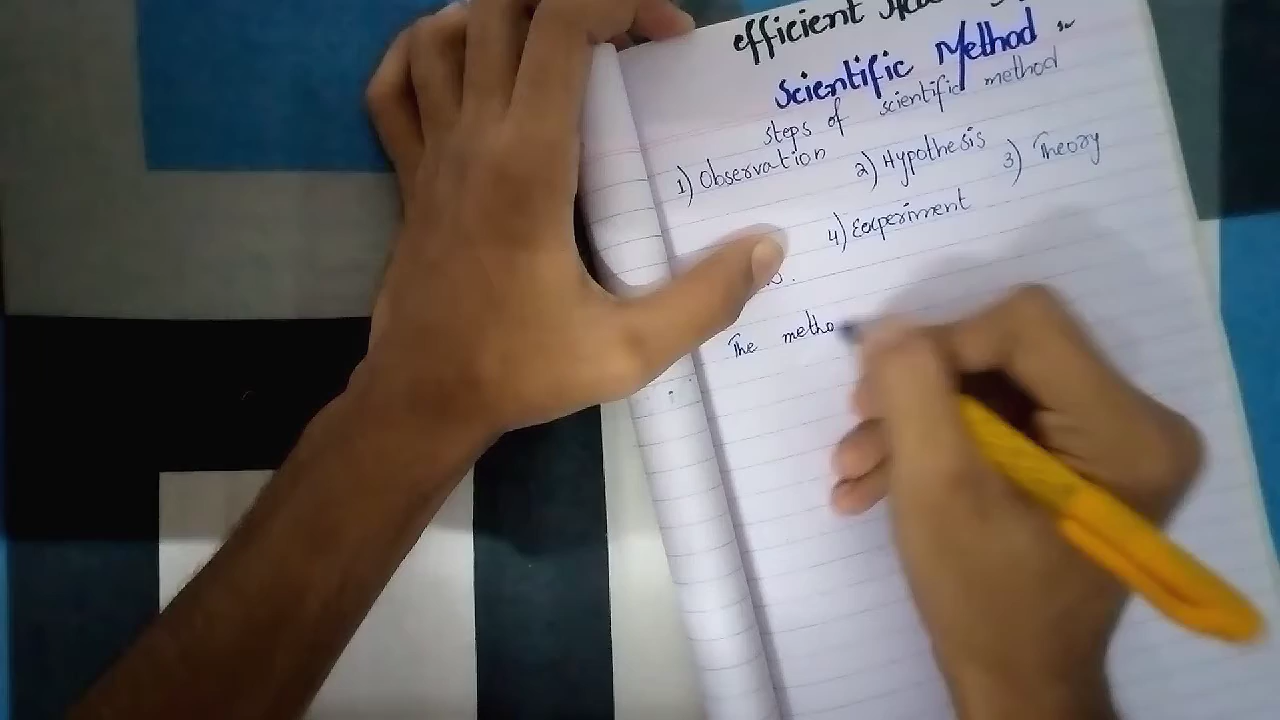 efficient
Scientific Method
steps of scientific method
1) Observation 2) Hypothesis 3) Theory
4) Experiment
The metho